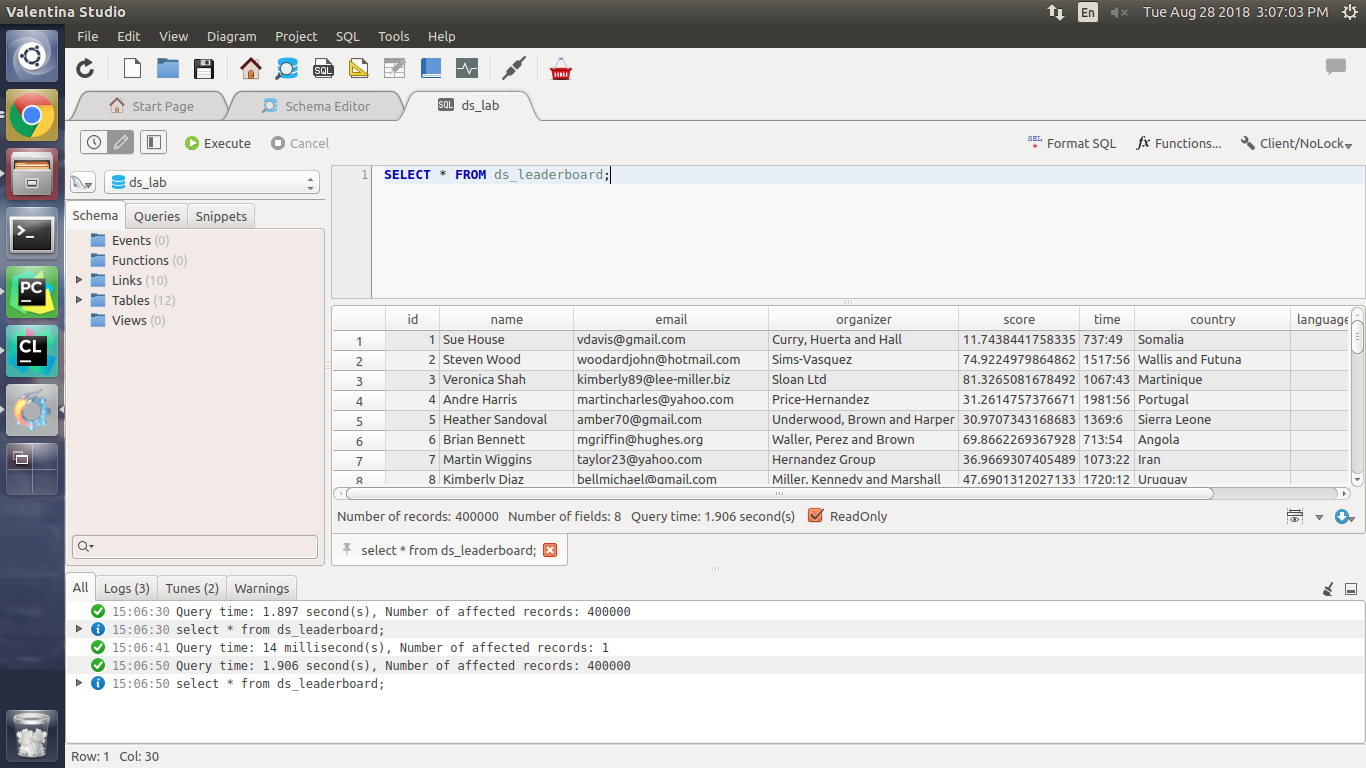 Valentina Studio En Tue Aug 28 2018 3:07:03 PM
File Edit View Diagram Project SQL Tools Help
SQL
Start Page Schema Editor SQL ds_lab
Execute Cancel SEL Format SQL fx Functions... Client/NoLock
ds_lab
1 SELECT * FROM ds_leaderboard;
Schema Queries Snippets
Events (0)
Functions (0)
Links (10)
Tables (12)
Views (0)
PC
CL
id name email organizer score time country language
1 1 Sue House vdavis@gmail.com Curry, Huerta and Hall 11.7438441758335 737:49 Somalia
2 2 Steven Wood woodardjohn@hotmail.com Sims-Vasquez 74.9224979864862 1517:56 Wallis and Futuna
3 3 Veronica Shah kimberly89@lee-miller.biz Sloan Ltd 81.3265081678492 1067:43 Martinique
4 4 Andre Harris martincharles@yahoo.com Price-Hernandez 31.2614757376671 1981:56 Portugal
5 5 Heather Sandoval amber70@gmail.com Underwood, Brown and Harper 30.9707343168683 1369:6 Sierra Leone
6 6 Brian Bennett mgriffin@hughes.org Waller, Perez and Brown 69.8662269367928 713:54 Angola
7 7 Martin Wiggins taylor23@yahoo.com Hernandez Group 36.9669307405489 1073:22 Iran
8 8 Kimberly Diaz bellmichael@gmail.com Miller, Kennedy and Marshall 47.6901312027133 1720:12 Uruguay
Number of records: 400000 Number of fields: 8 Query time: 1.906 second(s) ReadOnly
select * from ds_leaderboard;
All Logs (3) Tunes (2) Warnings
15:06:30 Query time: 1.897 second(s), Number of affected records: 400000
15:06:30 select * from ds_leaderboard;
15:06:41 Query time: 14 millisecond(s), Number of affected records: 1
15:06:50 Query time: 1.906 second(s), Number of affected records: 400000
15:06:50 select * from ds_leaderboard;
Row: 1 Col: 30